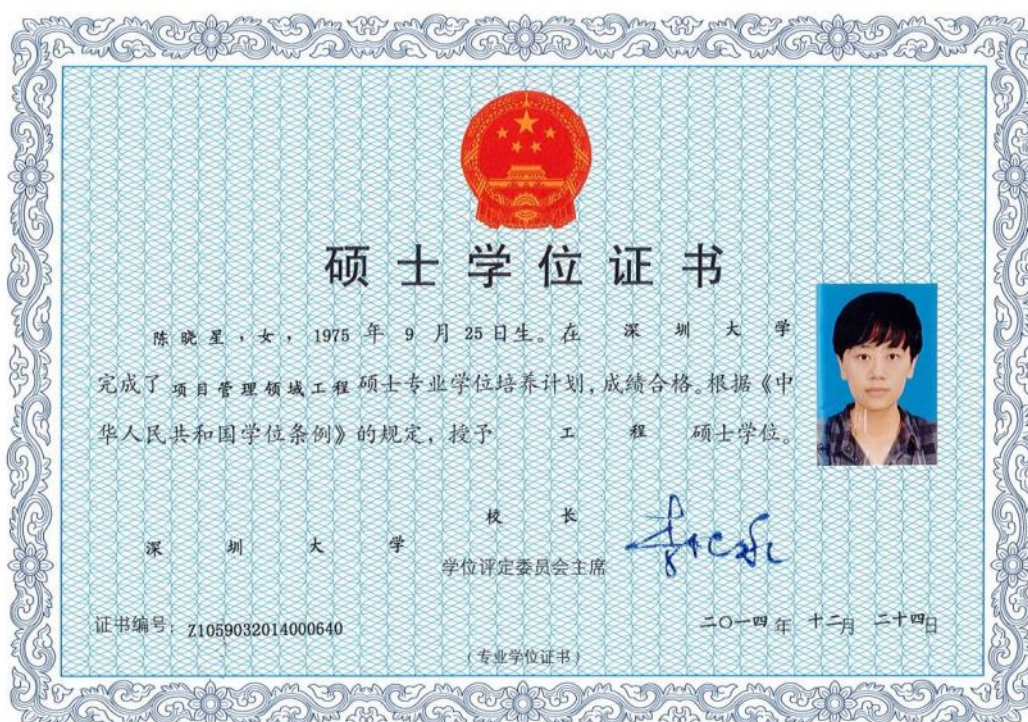 硕士学位证书
陈晓星，女，1975 年 9 月 25 日生。在 深圳大学
完成了 项目管理领域工程 硕士专业学位培养计划，成绩合格。根据《中
华人民共和国学位条例》的规定，授予 工程 硕士学位。
校长
深圳大学
学位评定委员会主席
证书编号：Z1059032014000640
二〇一四 年 十二月 二十四日
（专业学位证书）